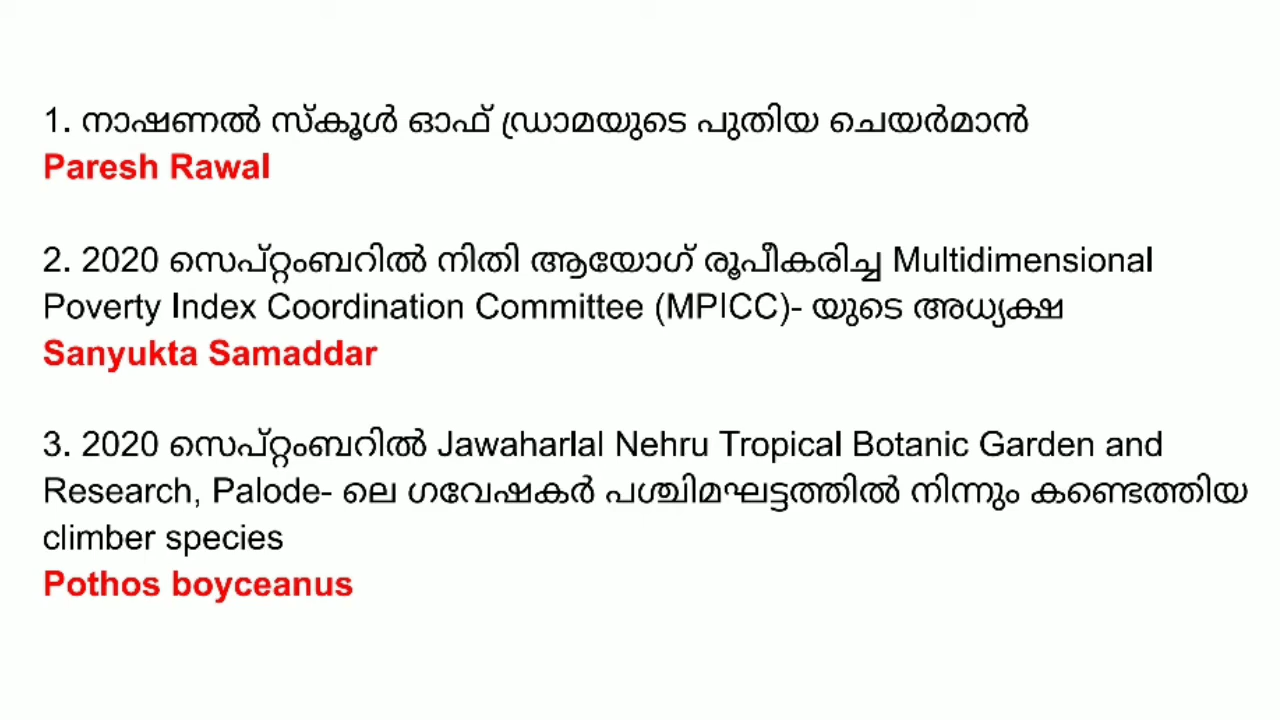 1. നാഷണൽ സ്കൂൾ ഓഫ് ഡ്രാമയുടെ പുതിയ ചെയർമാൻ
Paresh Rawal
2. 2020 സെപ്റ്റംബറിൽ നിതി ആയോഗ് രൂപീകരിച്ച Multidimensional
Poverty Index Coordination Committee (MPICC)- യുടെ അധ്യക്ഷ
Sanyukta Samaddar
3. 2020 സെപ്റ്റംബറിൽ Jawaharlal Nehru Tropical Botanic Garden and
Research, Palode- ലെ ഗവേഷകർ പശ്ചിമഘട്ടത്തിൽ നിന്നും കണ്ടെത്തിയ
climber species
Pothos boyceanus